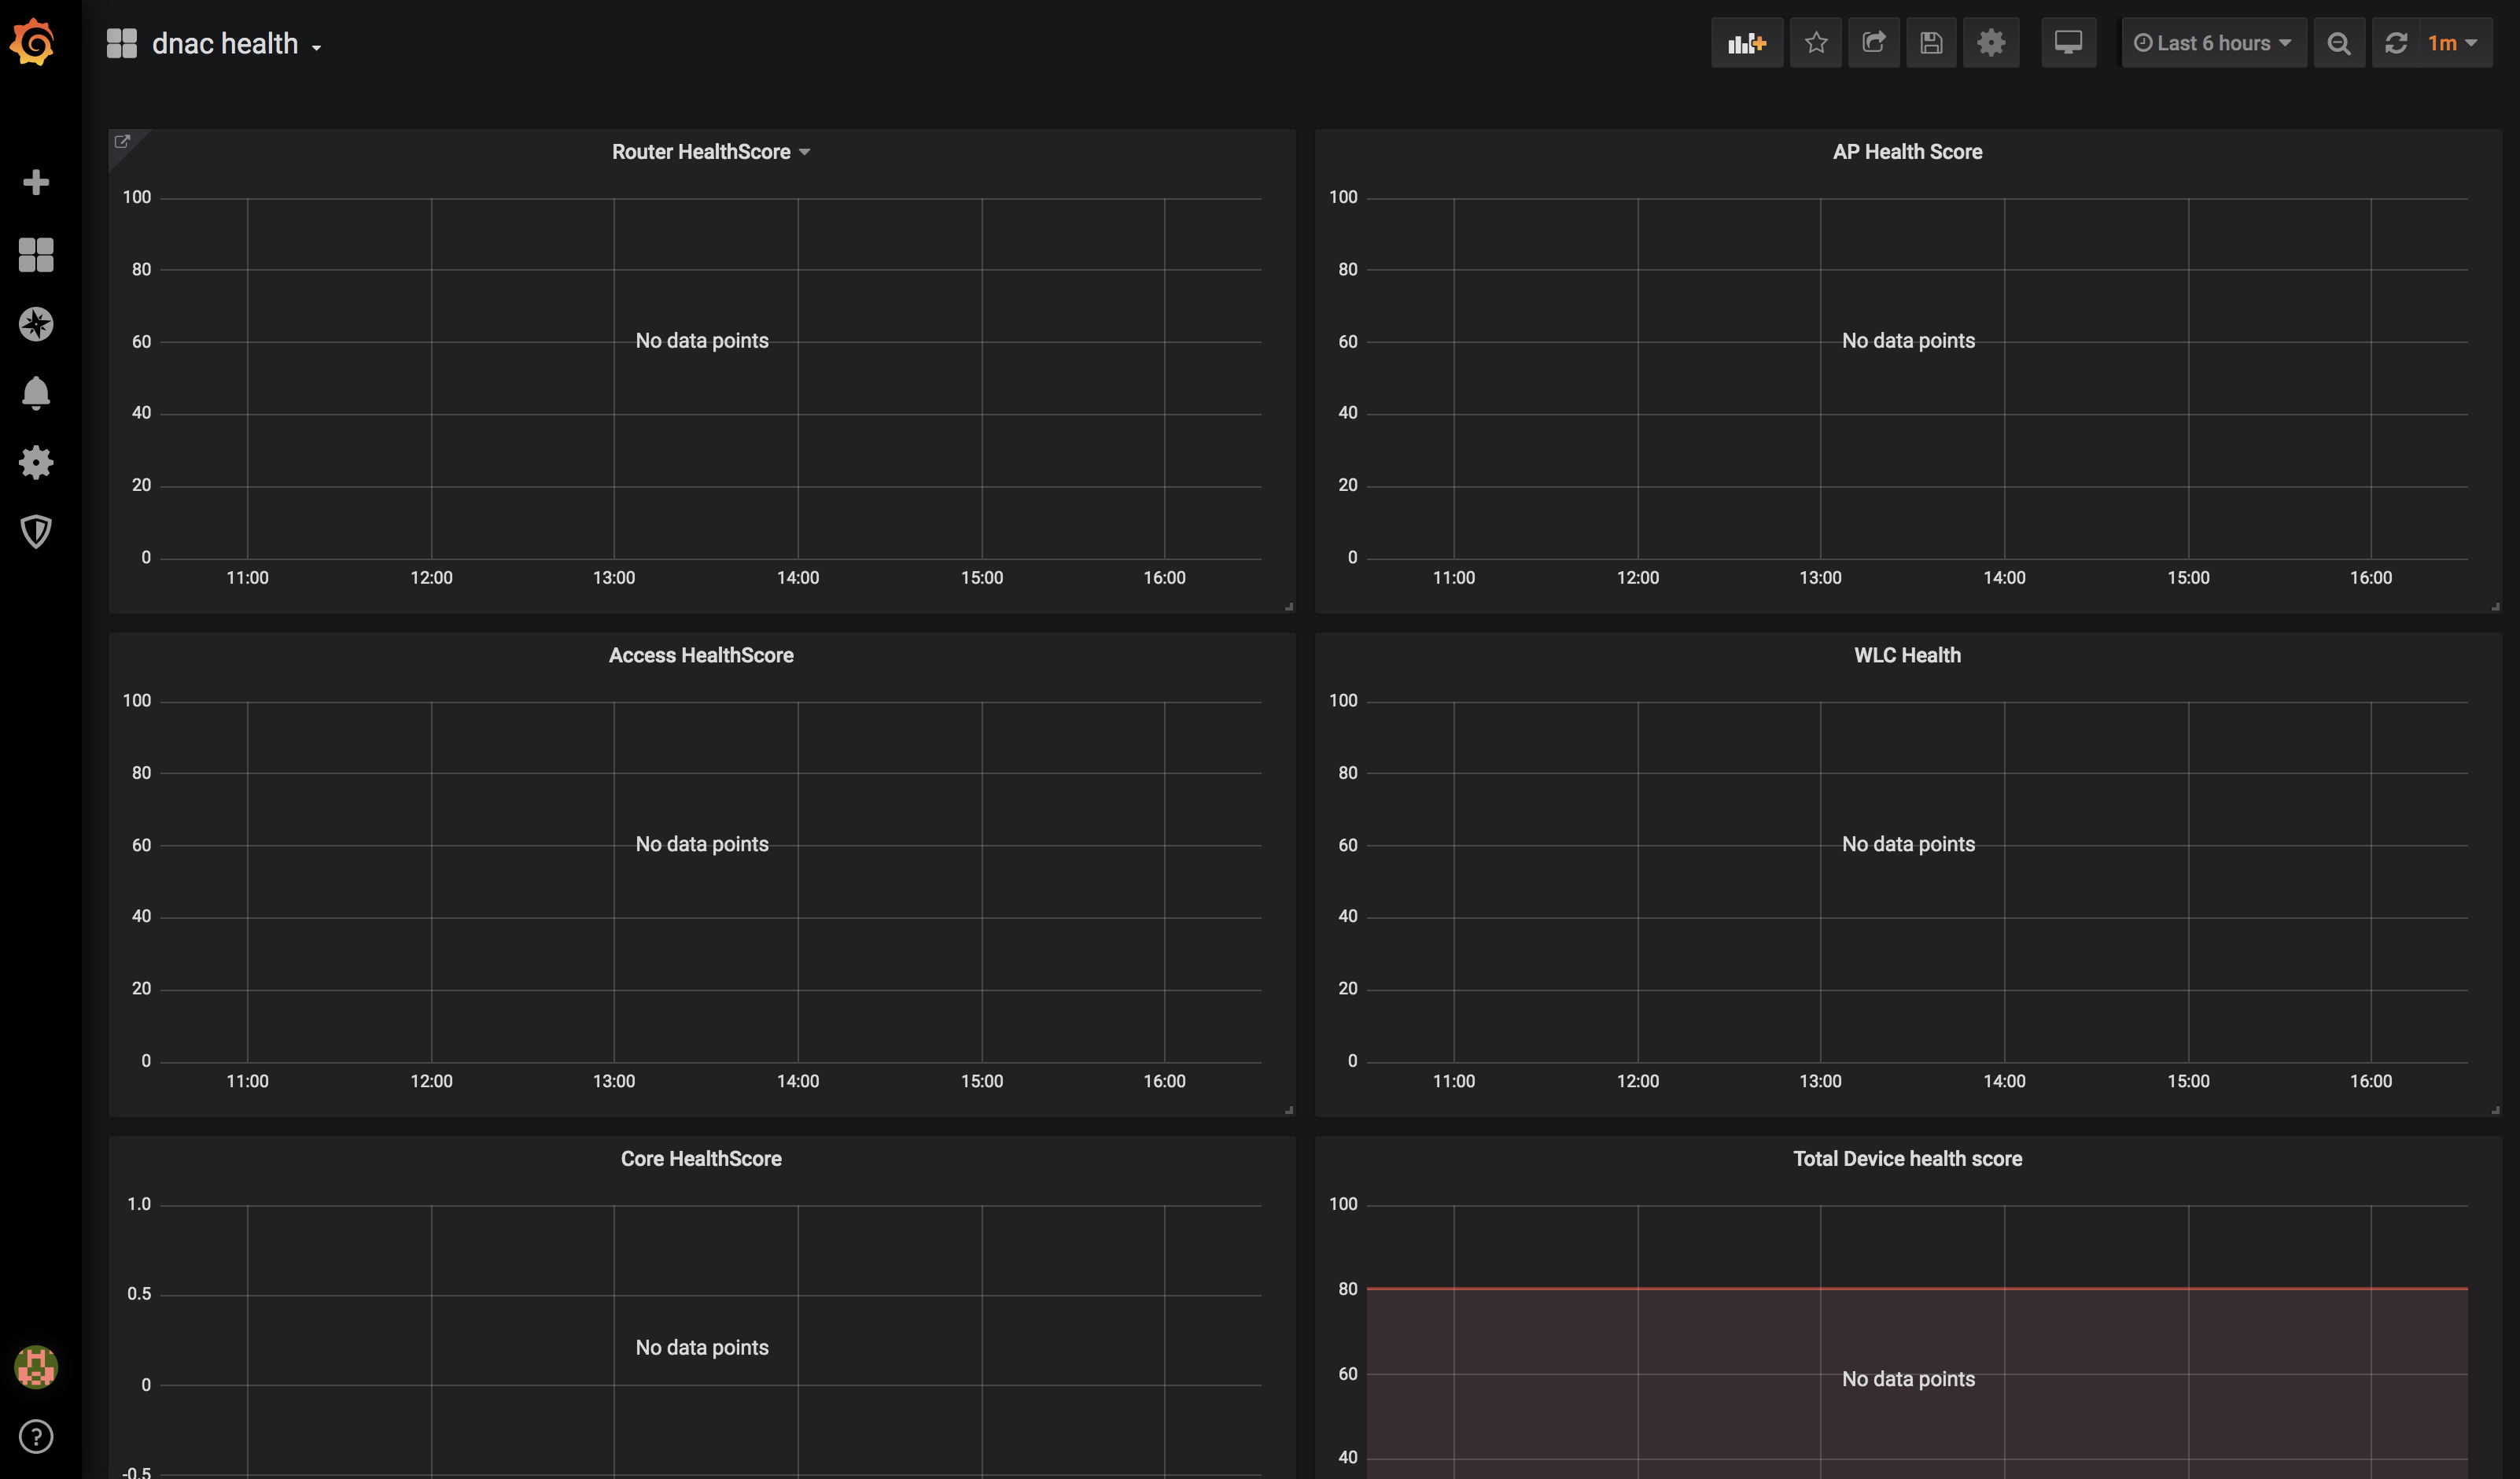 dnac health
Last 6 hours
1m
Router HealthScore
100
80
60
40
20
0
No data points
11:00 12:00 13:00 14:00 15:00 16:00
AP Health Score
100
80
60
40
20
0
No data points
11:00 12:00 13:00 14:00 15:00 16:00
Access HealthScore
100
80
60
40
20
0
No data points
11:00 12:00 13:00 14:00 15:00 16:00
WLC Health
100
80
60
40
20
0
No data points
11:00 12:00 13:00 14:00 15:00 16:00
Core HealthScore
1.0
0.5
No data points
0
-0.5
Total Device health score
100
80
60
No data points
40
?